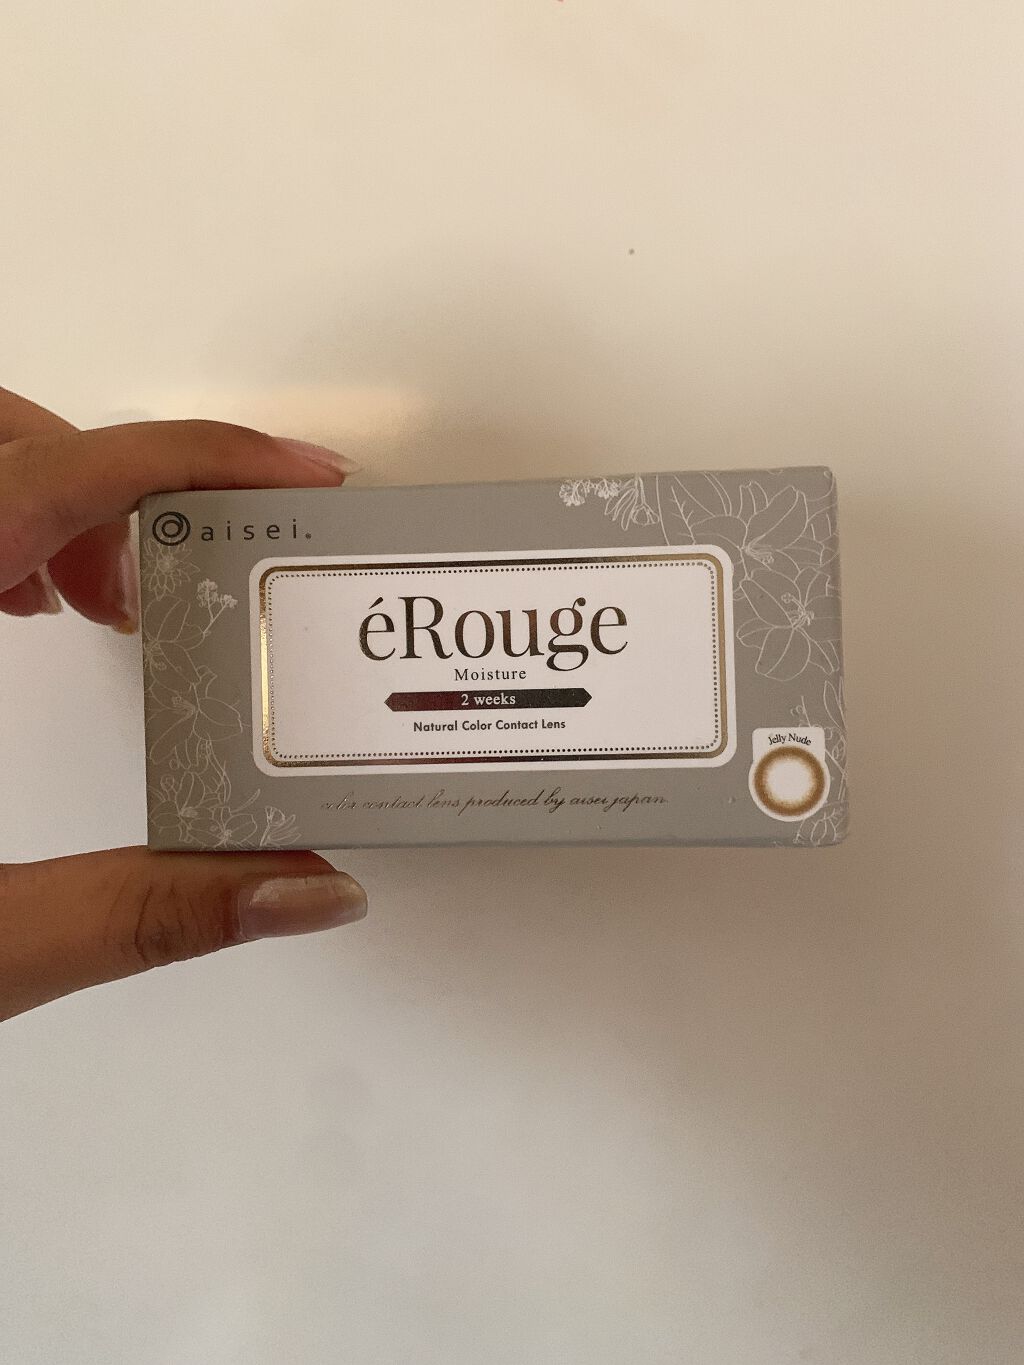 aisei®
éRouge
Moisture
2 weeks
Natural Color Contact Lens
Jelly Nude
color contact lens produced by aisei japan.